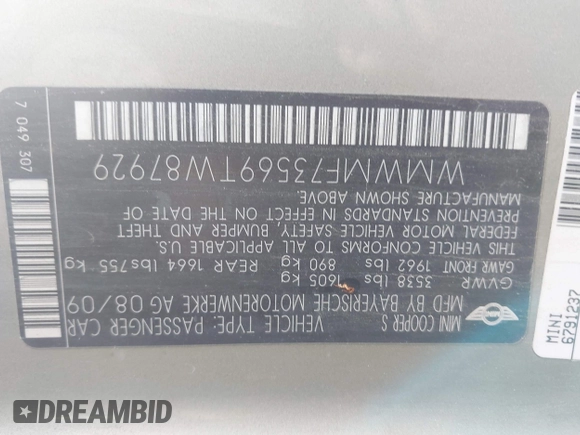 MINI COOPER S
VEHICLE TYPE: PASSENGER CAR
MFD BY BAYERISCHE MOTORENWERKE AG 08/09
GVWR 3538 lbs 1605 kg
GAWR FRONT 1962 lbs 890 kg REAR 1664 lbs 755 kg
THIS VEHICLE CONFORMS TO ALL APPLICABLE U.S.
FEDERAL MOTOR VEHICLE SAFETY, BUMPER AND THEFT
PREVENTION STANDARDS IN EFFECT ON THE DATE OF
MANUFACTURE SHOWN ABOVE.
WMWMF73569TW87929
7 049 307
MINI
6791237
DREAMBID